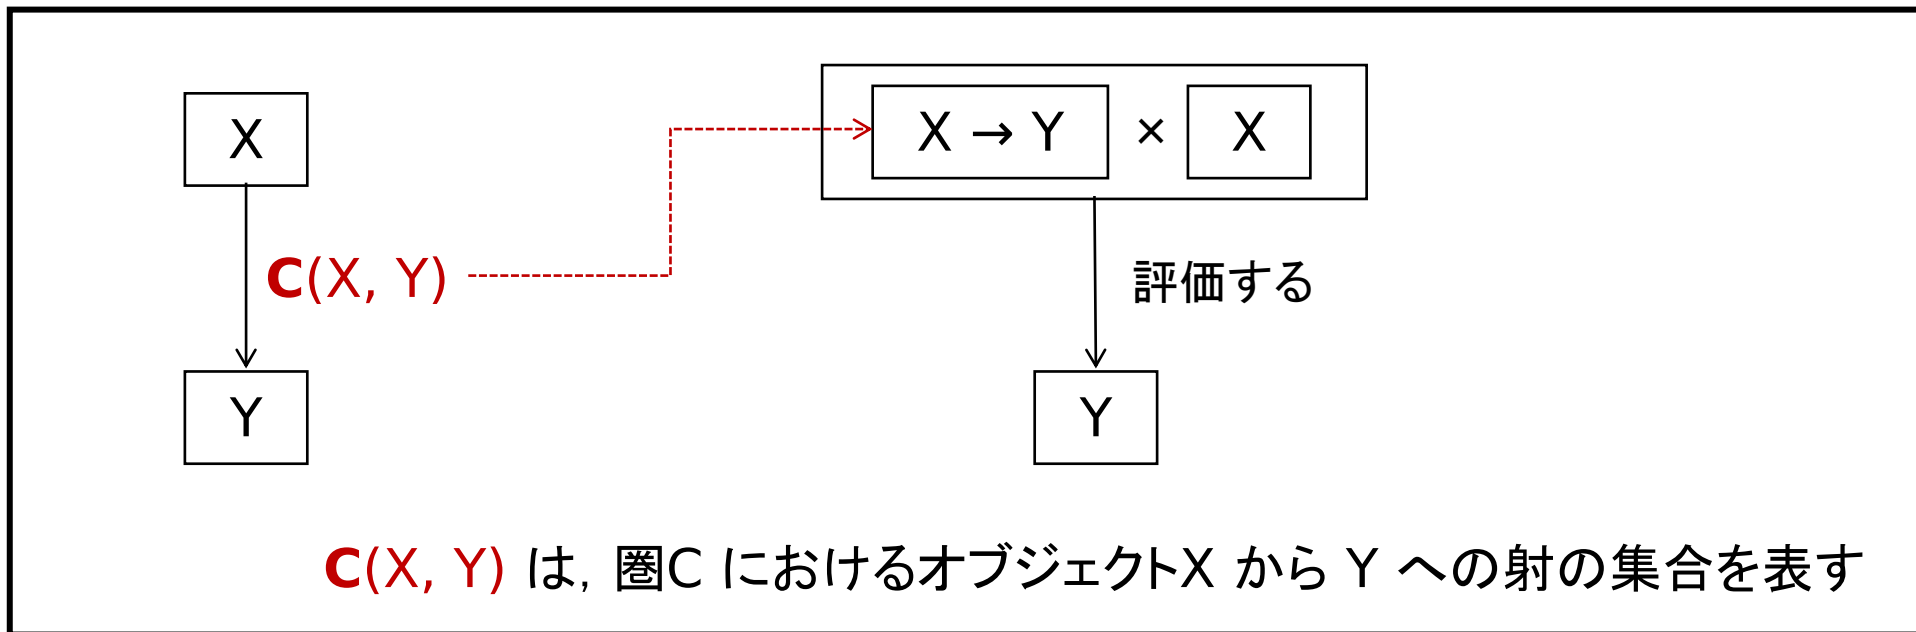 X
X → Y × X
C(X, Y)
評価する
Y
Y
C(X, Y) は, 圏C におけるオブジェクトX から Y への射の集合を表す